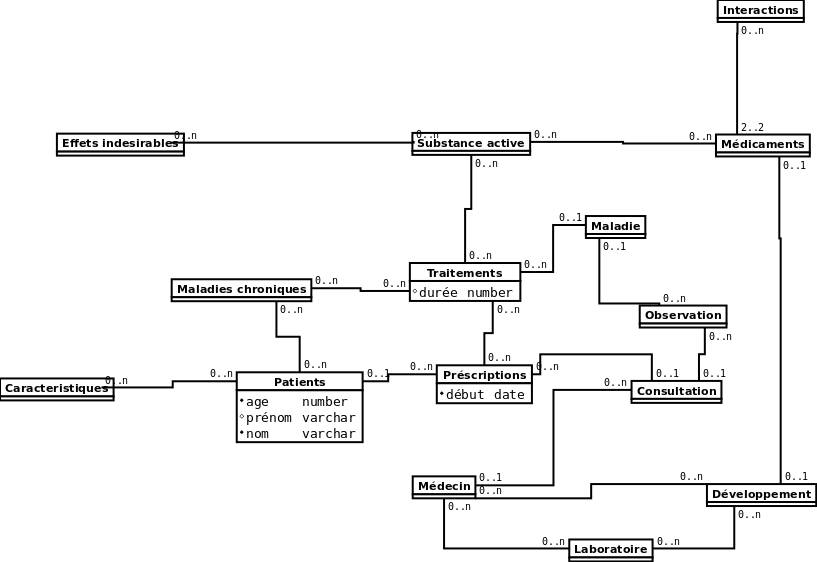 Interactions
0..n
2..2
Effets indesirables
0..n
0..n
Substance active
0..n
0..n
Médicaments
0..n
0..1
0..1
Maladie
0..1
0..n
Traitements
0..n
durée number
Maladies chroniques
0..n
0..n
0..n
0..n
0..n
Observation
0..n
0..n
0..n
Caracteristiques
0..n
0..n
Patients
0..1
age number
prénom varchar
nom varchar
0..n
Préscriptions
0..n
début date
0..1
0..1
0..n
Consultation
Médecin
0..1
0..n
0..n
0..n
0..1
Développement
0..n
0..n
Laboratoire
0..n